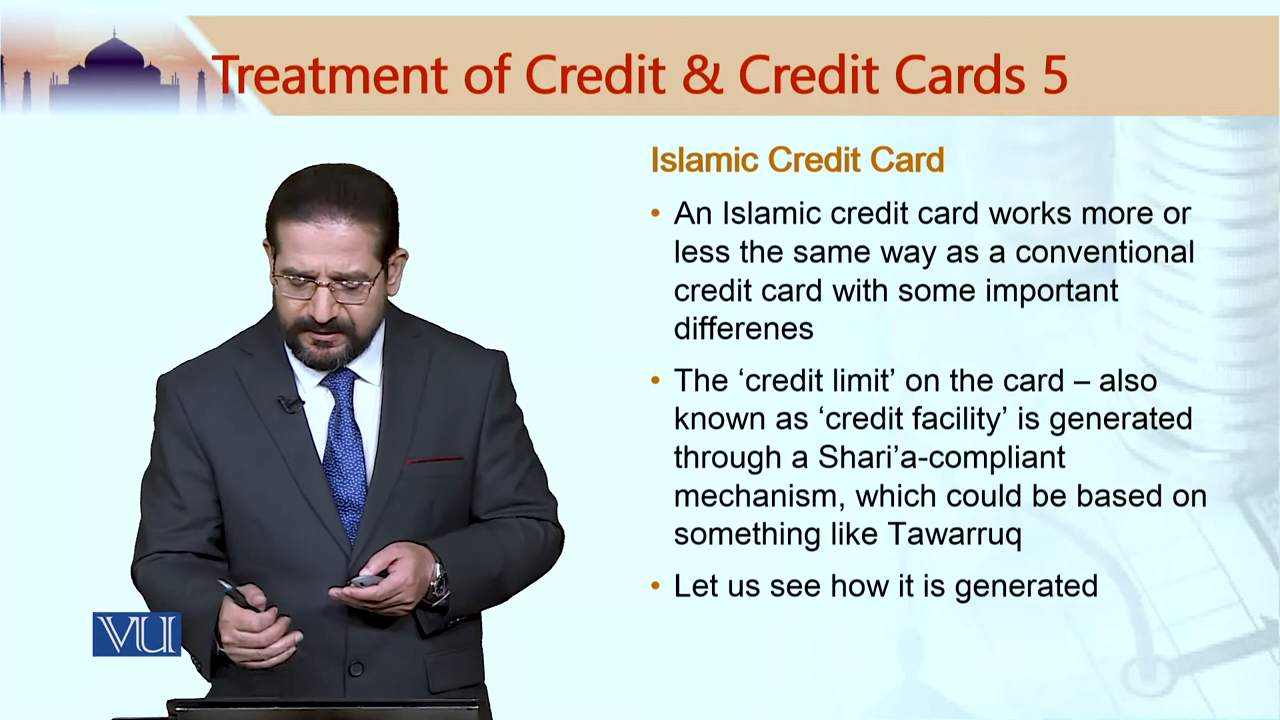 Treatment of Credit & Credit Cards 5
Islamic Credit Card
• An Islamic credit card works more or
less the same way as a conventional
credit card with some important
differenes
• The ‘credit limit’ on the card – also
known as ‘credit facility’ is generated
through a Shari’a-compliant
mechanism, which could be based on
something like Tawarruq
• Let us see how it is generated
VU